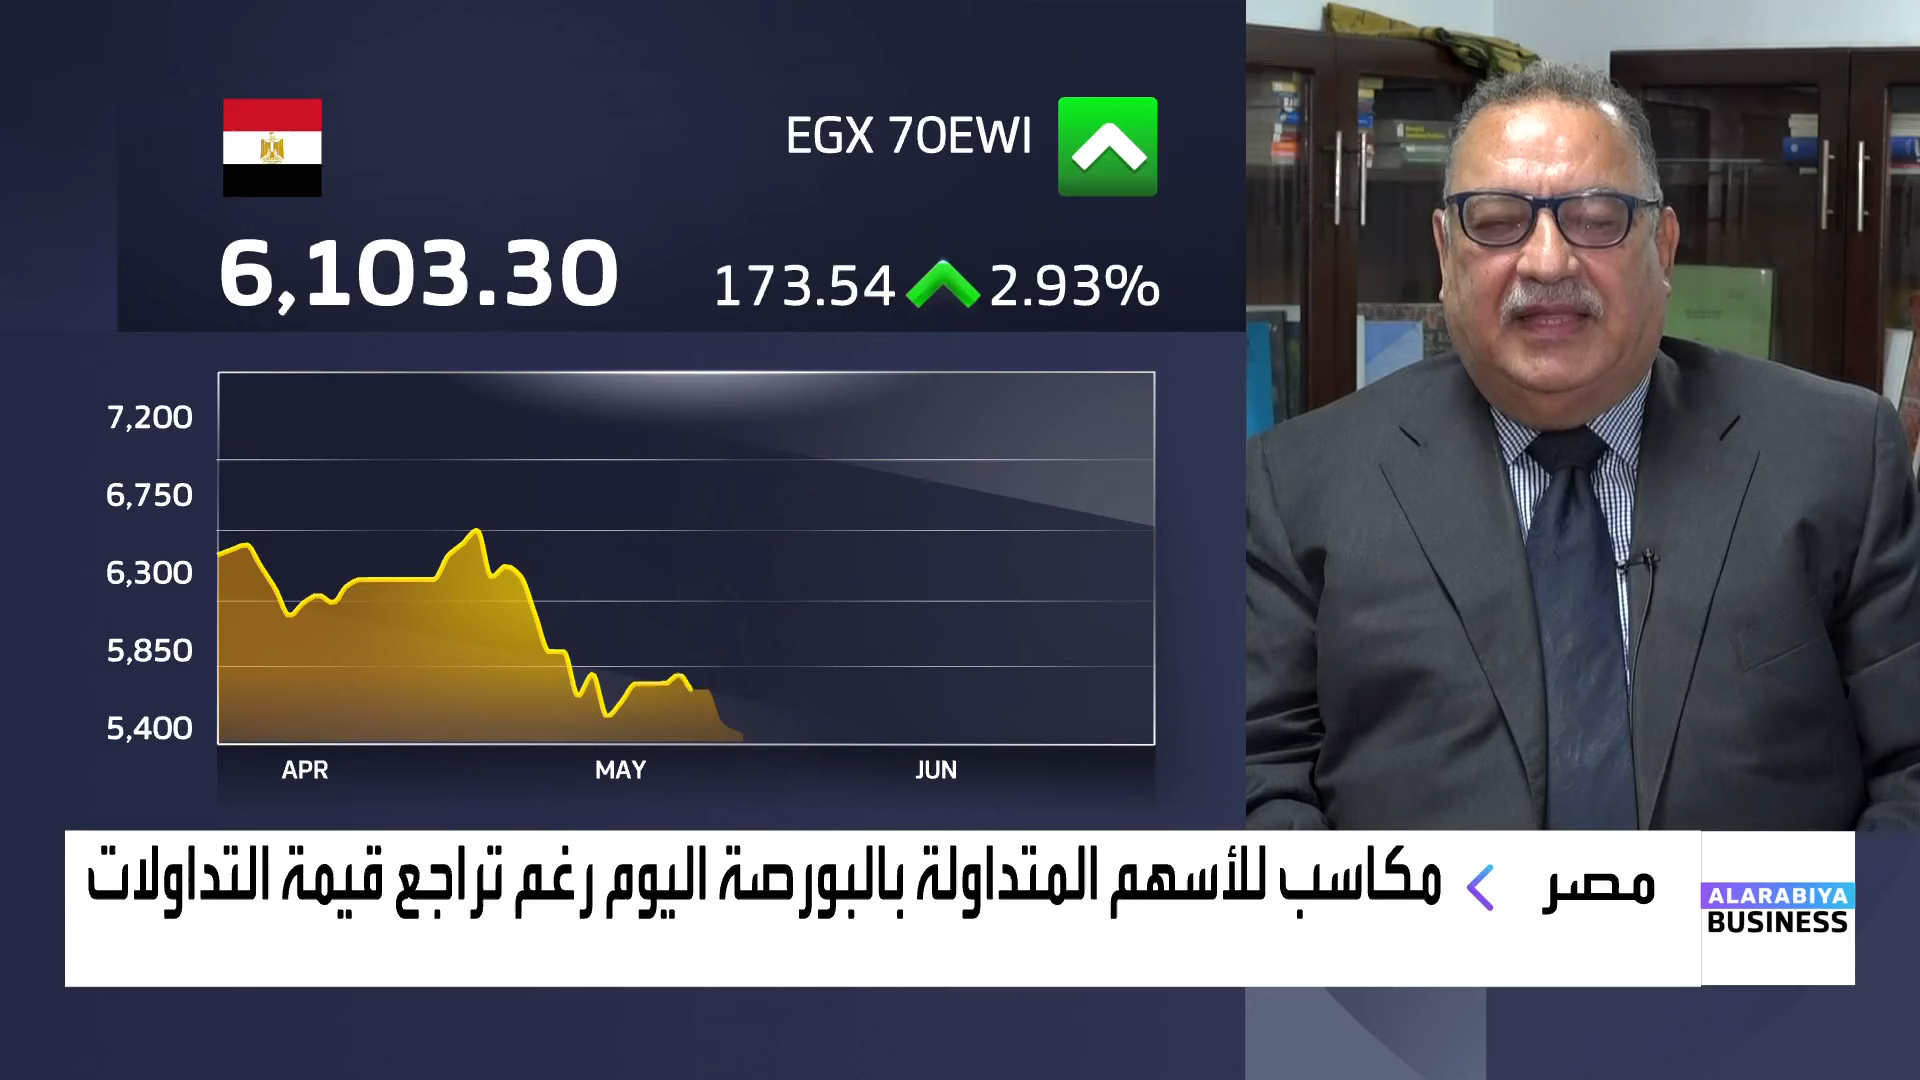 EGX 70EWI
6,103.30
173.54 2.93%
7,200
6,750
6,300
5,850
5,400
APR MAY JUN
مصر
مكاسب للأسهم المتداولة بالبورصة اليوم رغم تراجع قيمة التداولات
ALARABIYA
BUSINESS